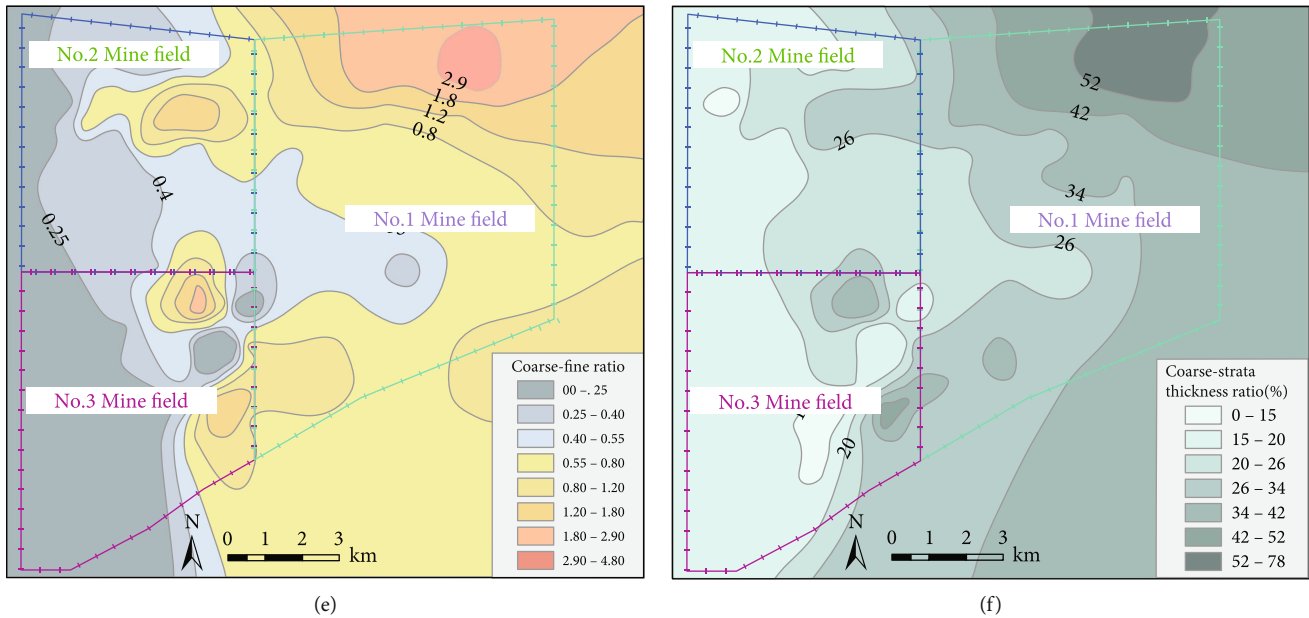 No.2 Mine field
2.9
1.8
1.2
0.8
0.4
0.25
No.1 Mine field
No.3 Mine field
Coarse-fine ratio
00 – .25
0.25 – 0.40
0.40 – 0.55
0.55 – 0.80
0.80 – 1.20
1.20 – 1.80
1.80 – 2.90
2.90 – 4.80
N
0 1 2 3
km
(e)
No.2 Mine field
52
42
26
34
No.1 Mine field
26
No.3 Mine field
20
Coarse-strata
thickness ratio(%)
0 – 15
15 – 20
20 – 26
26 – 34
34 – 42
42 – 52
52 – 78
N
0 1 2 3
km
(f)